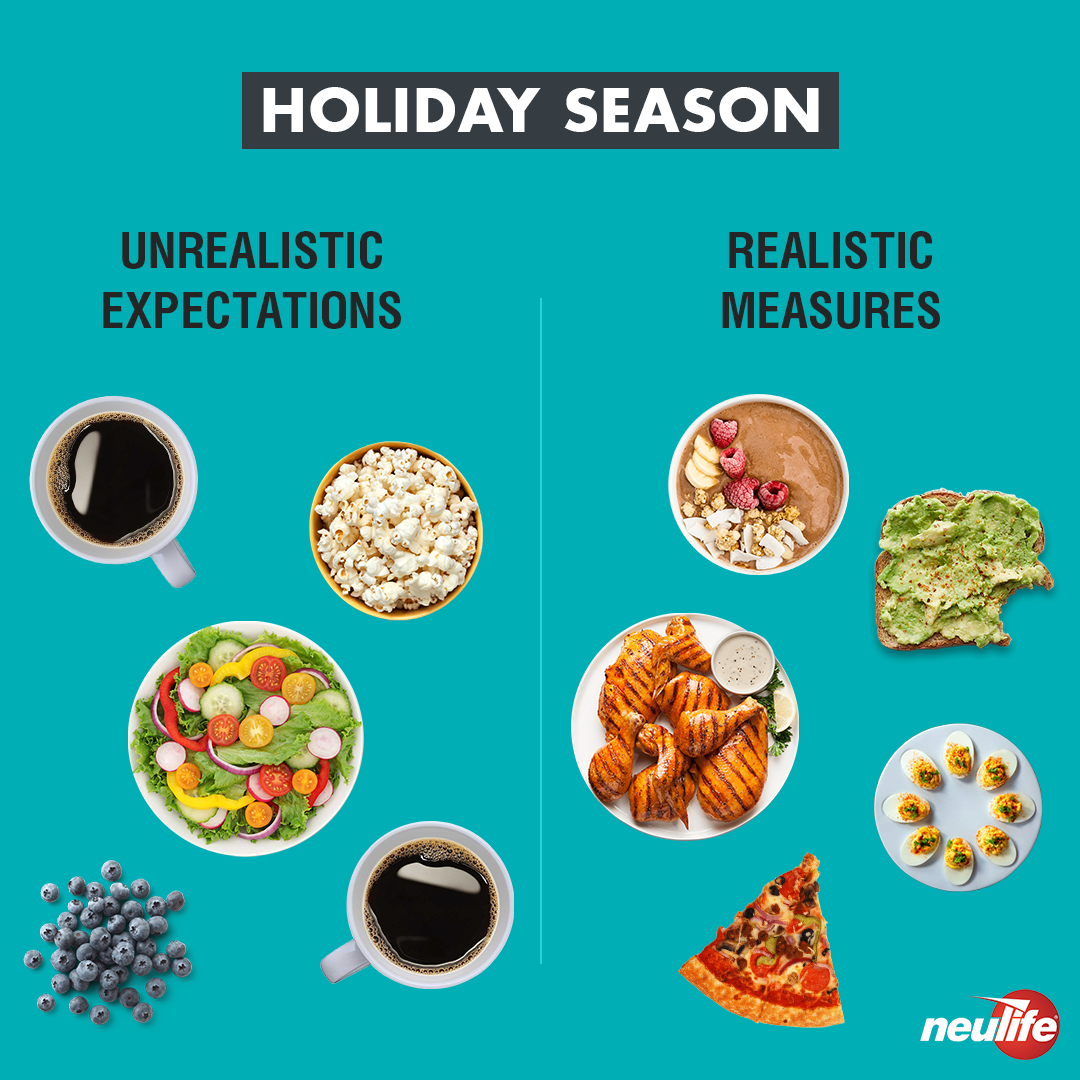 HOLIDAY SEASON
UNREALISTIC
EXPECTATIONS
REALISTIC
MEASURES
neulife